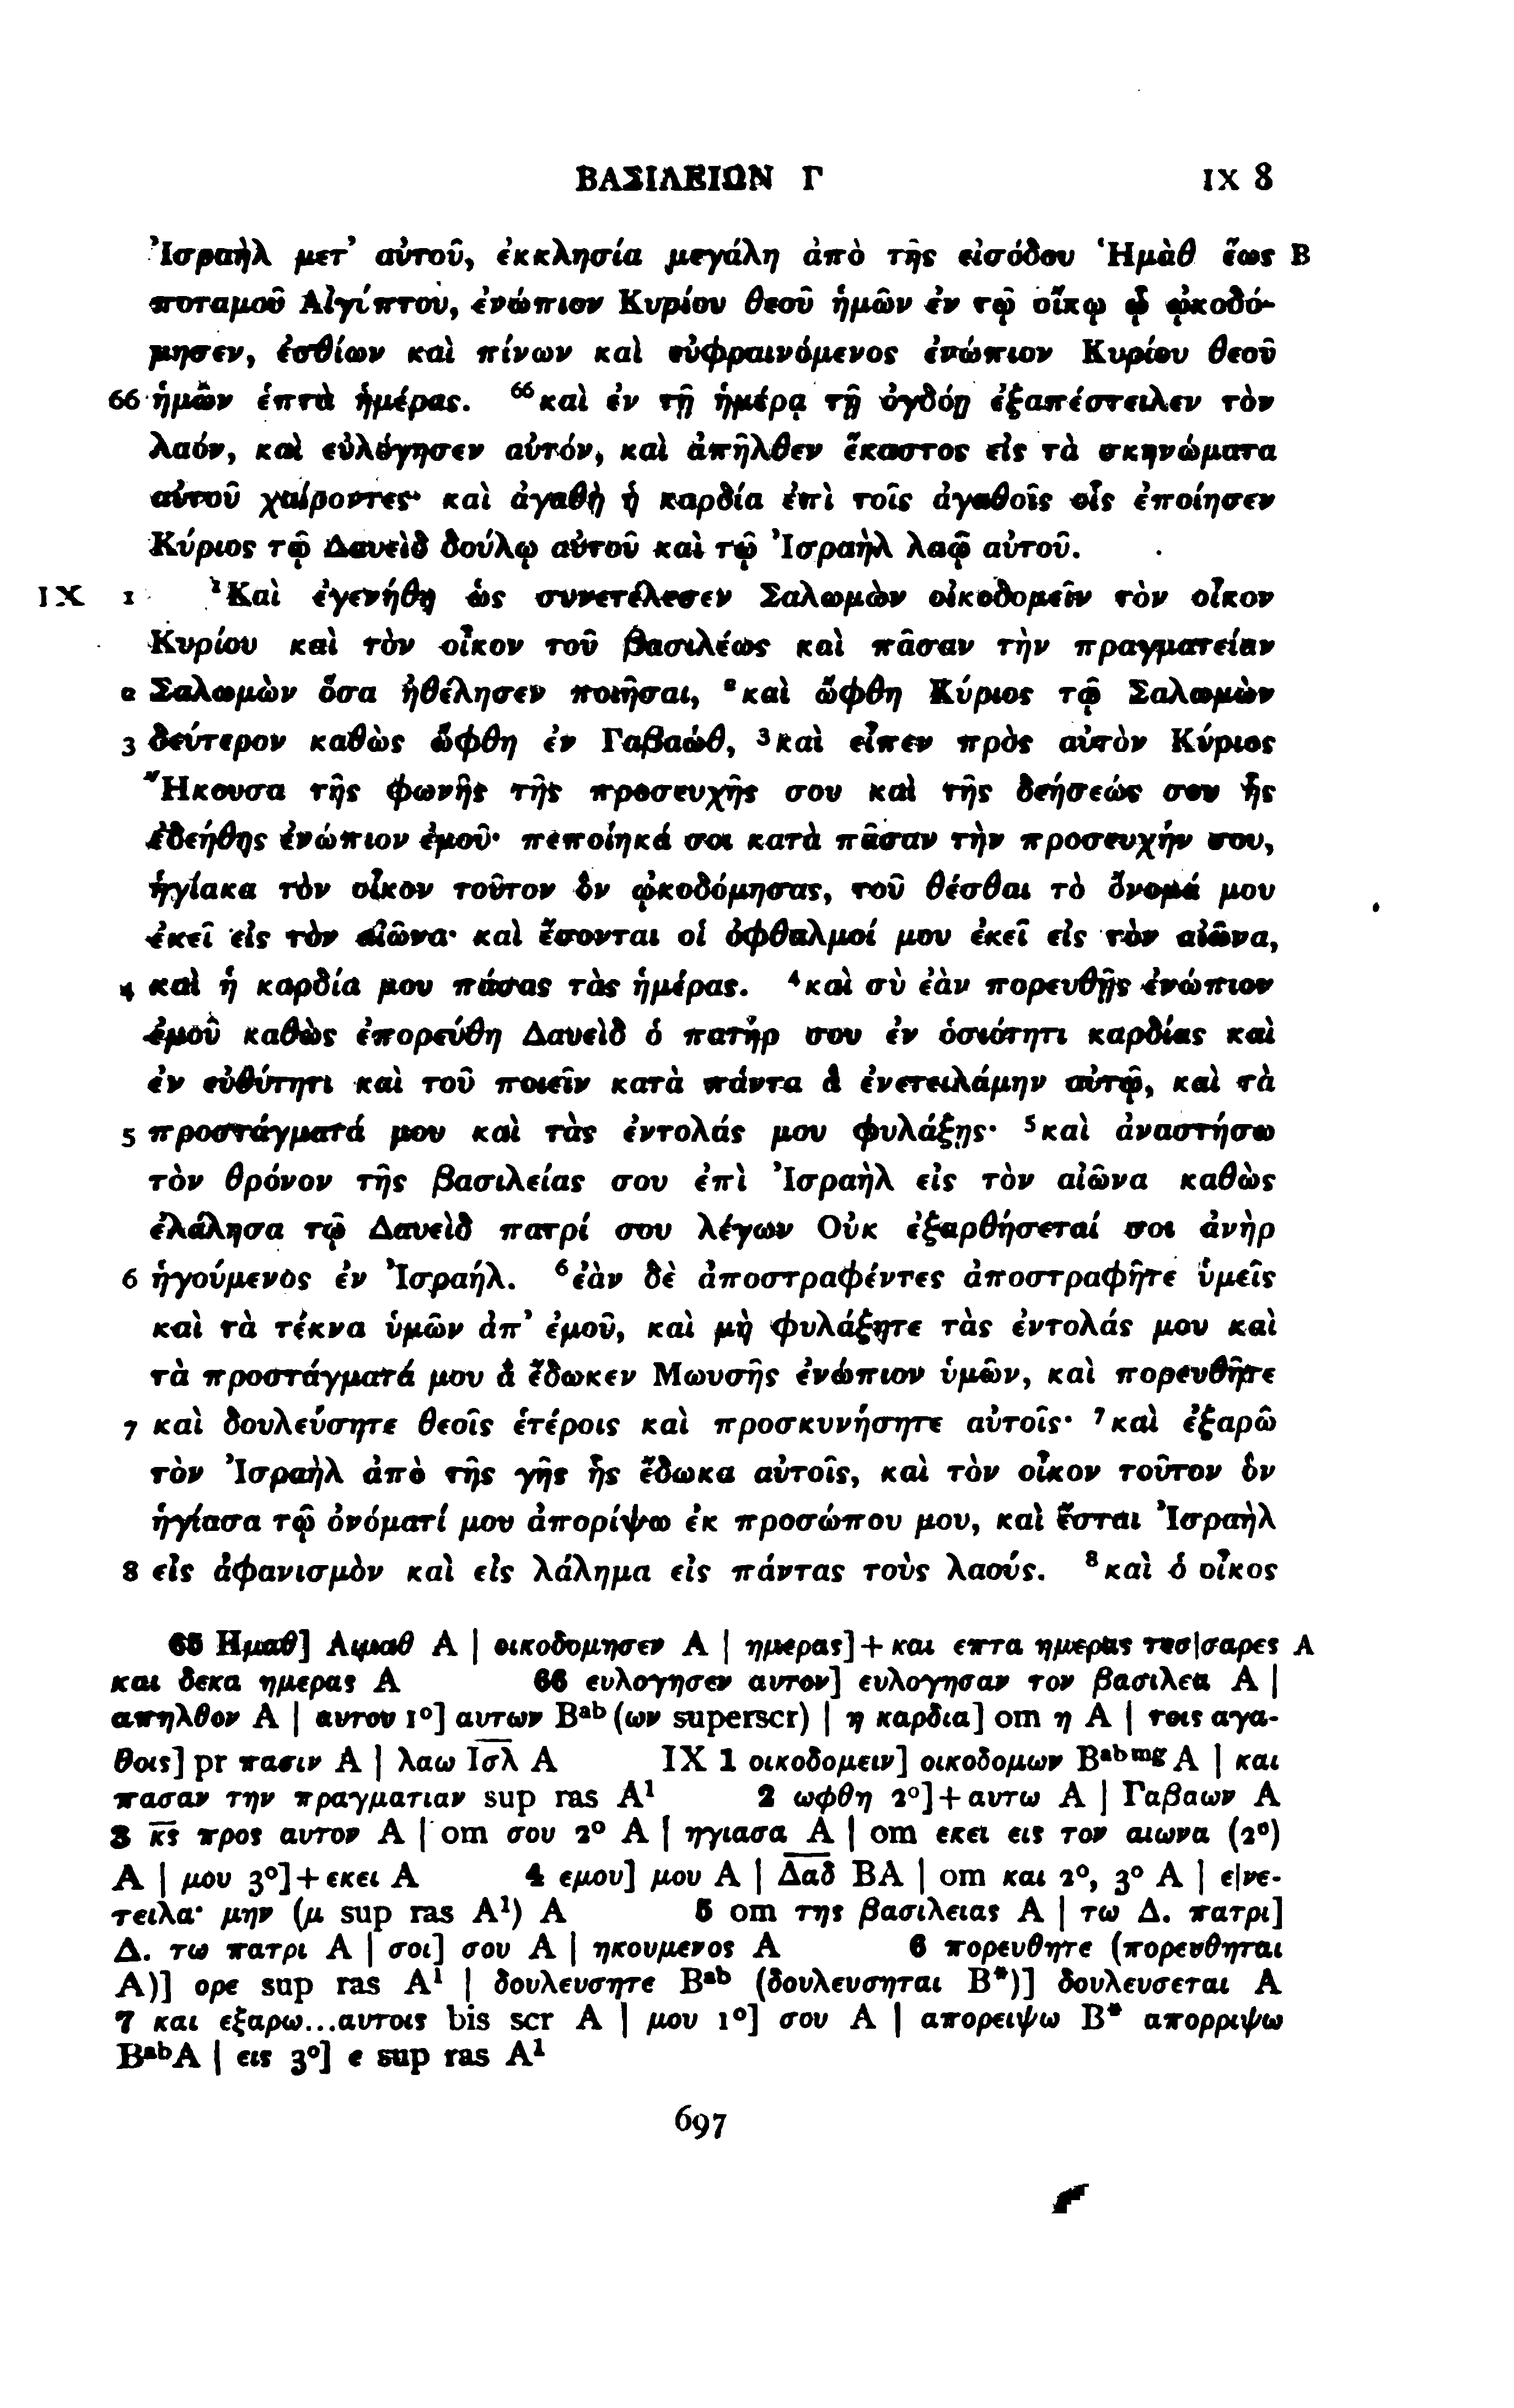 ΒΑΣΙΛΕΙΩΝ Γ IX 8
Ἰσραὴλ μετ’ αὐτοῦ, ἐκκλησία μεγάλη ἀπὸ τῆς εἰσόδου Ἡμὰθ ἕως B
ποταμοῦ Αἰγύπτου, ἐνώπιον Κυρίου θεοῦ ἡμῶν ἐν τῷ οἴκῳ ᾧ ᾠκοδό-
μησεν, ἐσθίων καὶ πίνων καὶ εὐφραινόμενος ἐνώπιον Κυρίου θεοῦ
66 ἡμῶν ἑπτὰ ἡμέρας. ⁶⁶καὶ ἐν τῇ ἡμέρᾳ τῇ ὀγδόῃ ἐξαπέστειλεν τὸν
λαόν, καὶ εὐλόγησεν αὐτόν, καὶ ἀπῆλθεν ἕκαστος εἰς τὰ σκηνώματα
αὐτοῦ χαίροντες· καὶ ἀγαθὴ ἡ καρδία ἐπὶ τοῖς ἀγαθοῖς οἷς ἐποίησεν
Κύριος τῷ Δαυεὶδ δούλῳ αὐτοῦ καὶ τῷ Ἰσραὴλ λαῷ αὐτοῦ.
IX 1 ¹Καὶ ἐγενήθη ὡς συνετέλεσεν Σαλωμὼν οἰκοδομεῖν τὸν οἶκον
Κυρίου καὶ τὸν οἶκον τοῦ βασιλέως καὶ πᾶσαν τὴν πραγματείαν
2 Σαλωμὼν ὅσα ἠθέλησεν ποιῆσαι, ²καὶ ὤφθη Κύριος τῷ Σαλωμὼν
3 δεύτερον καθὼς ὤφθη ἐν Γαβαώθ, ³καὶ εἶπεν πρὸς αὐτὸν Κύριος
Ἤκουσα τῆς φωνῆς τῆς προσευχῆς σου καὶ τῆς δεήσεώς σου ἧς
ἐδεήθης ἐνώπιον ἐμοῦ· πεποίηκά σοι κατὰ πᾶσαν τὴν προσευχήν σου,
ἡγίακα τὸν οἶκον τοῦτον ὃν ᾠκοδόμησας, τοῦ θέσθαι τὸ ὄνομά μου
ἐκεῖ εἰς τὸν αἰῶνα· καὶ ἔσονται οἱ ὀφθαλμοί μου ἐκεῖ εἰς τὸν αἰῶνα,
4 καὶ ἡ καρδία μου πάσας τὰς ἡμέρας. ⁴καὶ σὺ ἐὰν πορευθῇς ἐνώπιον
ἐμοῦ καθὼς ἐπορεύθη Δαυεὶδ ὁ πατήρ σου ἐν ὁσιότητι καρδίας καὶ
ἐν εὐθύτητι καὶ τοῦ ποιεῖν κατὰ πάντα ἃ ἐνετειλάμην αὐτῷ, καὶ τὰ
5 προστάγματά μου καὶ τὰς ἐντολάς μου φυλάξῃς· ⁵καὶ ἀναστήσω
τὸν θρόνον τῆς βασιλείας σου ἐπὶ Ἰσραὴλ εἰς τὸν αἰῶνα καθὼς
ἐλάλησα τῷ Δαυεὶδ πατρί σου λέγων Οὐκ ἐξαρθήσεταί σοι ἀνὴρ
6 ἡγούμενος ἐν Ἰσραήλ. ⁶ἐὰν δὲ ἀποστραφέντες ἀποστραφῆτε ὑμεῖς
καὶ τὰ τέκνα ὑμῶν ἀπ’ ἐμοῦ, καὶ μὴ φυλάξητε τὰς ἐντολάς μου καὶ
τὰ προστάγματά μου ἃ ἔδωκεν Μωυσῆς ἐνώπιον ὑμῶν, καὶ πορευθῆτε
7 καὶ δουλεύσητε θεοῖς ἑτέροις καὶ προσκυνήσητε αὐτοῖς· ⁷καὶ ἐξαρῶ
τὸν Ἰσραὴλ ἀπὸ τῆς γῆς ἧς ἔδωκα αὐτοῖς, καὶ τὸν οἶκον τοῦτον ὃν
ἡγίασα τῷ ὀνόματί μου ἀπορίψω ἐκ προσώπου μου, καὶ ἔσται Ἰσραὴλ
8 εἰς ἀφανισμὸν καὶ εἰς λάλημα εἰς πάντας τοὺς λαούς. ⁸καὶ ὁ οἶκος
65 Ημαθ] Αιμαθ A | οικοδομησεν A | ημερας]+και επτα ημερας τεσ|σαρες A
και δεκα ημερας A 66 ευλογησεν αυτον] ευλογησαν τον βασιλεα A |
απηλθον A | αυτου 1°] αυτων Bᵃᵇ (ων superscr) | η καρδια] om η A | τοις αγα-
θοις] pr πασιν A | λαω Ισ̅λ̅ A IX 1 οικοδομειν] οικοδομων Bᵃᵇᵐᵍ A | και
πασαν την πραγματιαν sup ras A¹ 2 ωφθη 2°]+αυτω A | Γαβαων A
3 κ̅ς̅ προς αυτον A | om σου 2° A | ηγιασα A | om εκει εις τον αιωνα (2°)
A | μου 3°]+εκει A 4 εμου] μου A | Δ̅α̅δ̅ BA | om και 2°, 3° A | ε|νε-
τειλα· μην (μ sup ras A¹) A 5 om της βασιλειας A | τω Δ. πατρι]
Δ. τω πατρι A | σοι] σου A | ηκουμενος A 6 πορευθητε (πορευθηται
A)] ορε sup ras A¹ | δουλευσητε Bᵃᵇ (δουλευσηται B*)] δουλευσεται A
7 και εξαρω...αυτοις bis scr A | μου 1°] σου A | απορειψω B* απορριψω
BᵃᵇA | εις 3°] ε sup ras A¹
697